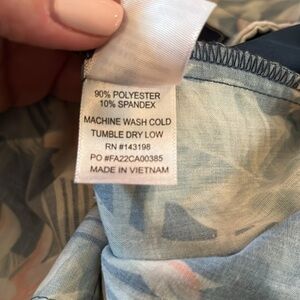 90% POLYESTER
10% SPANDEX
MACHINE WASH COLD
TUMBLE DRY LOW
RN #143198
PO #FA22CA00385
MADE IN VIETNAM